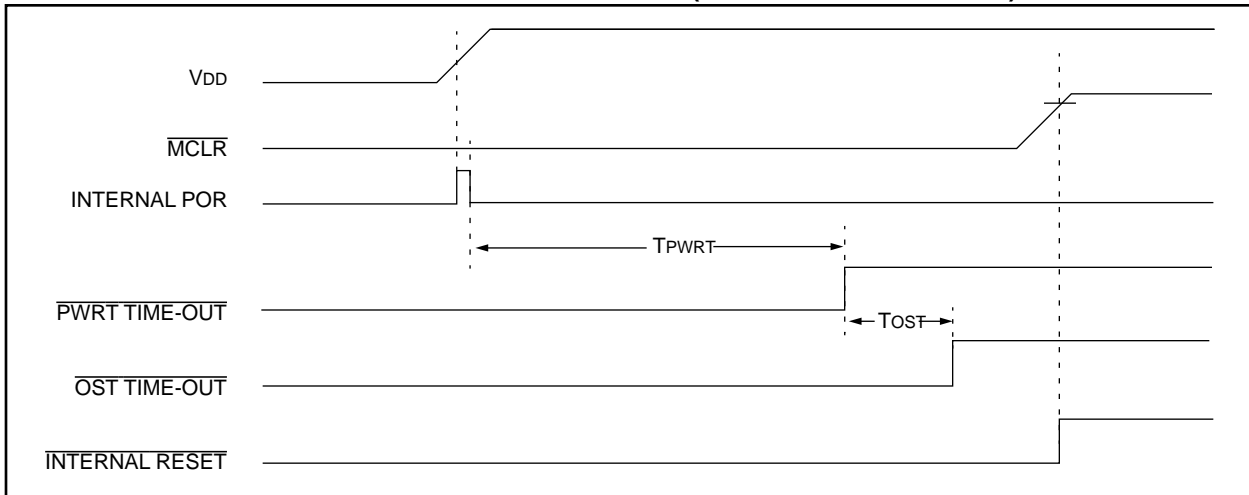 VDD
MCLR
INTERNAL POR
TPWRT
PWRT TIME-OUT
TOST
OST TIME-OUT
INTERNAL RESET